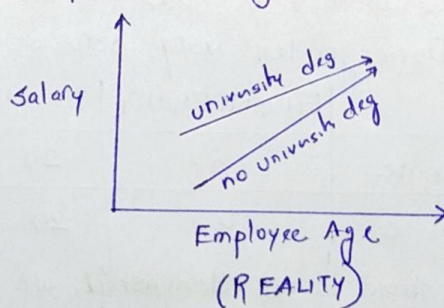 university deg
Salary
no university deg
Employee Age
(REALITY)